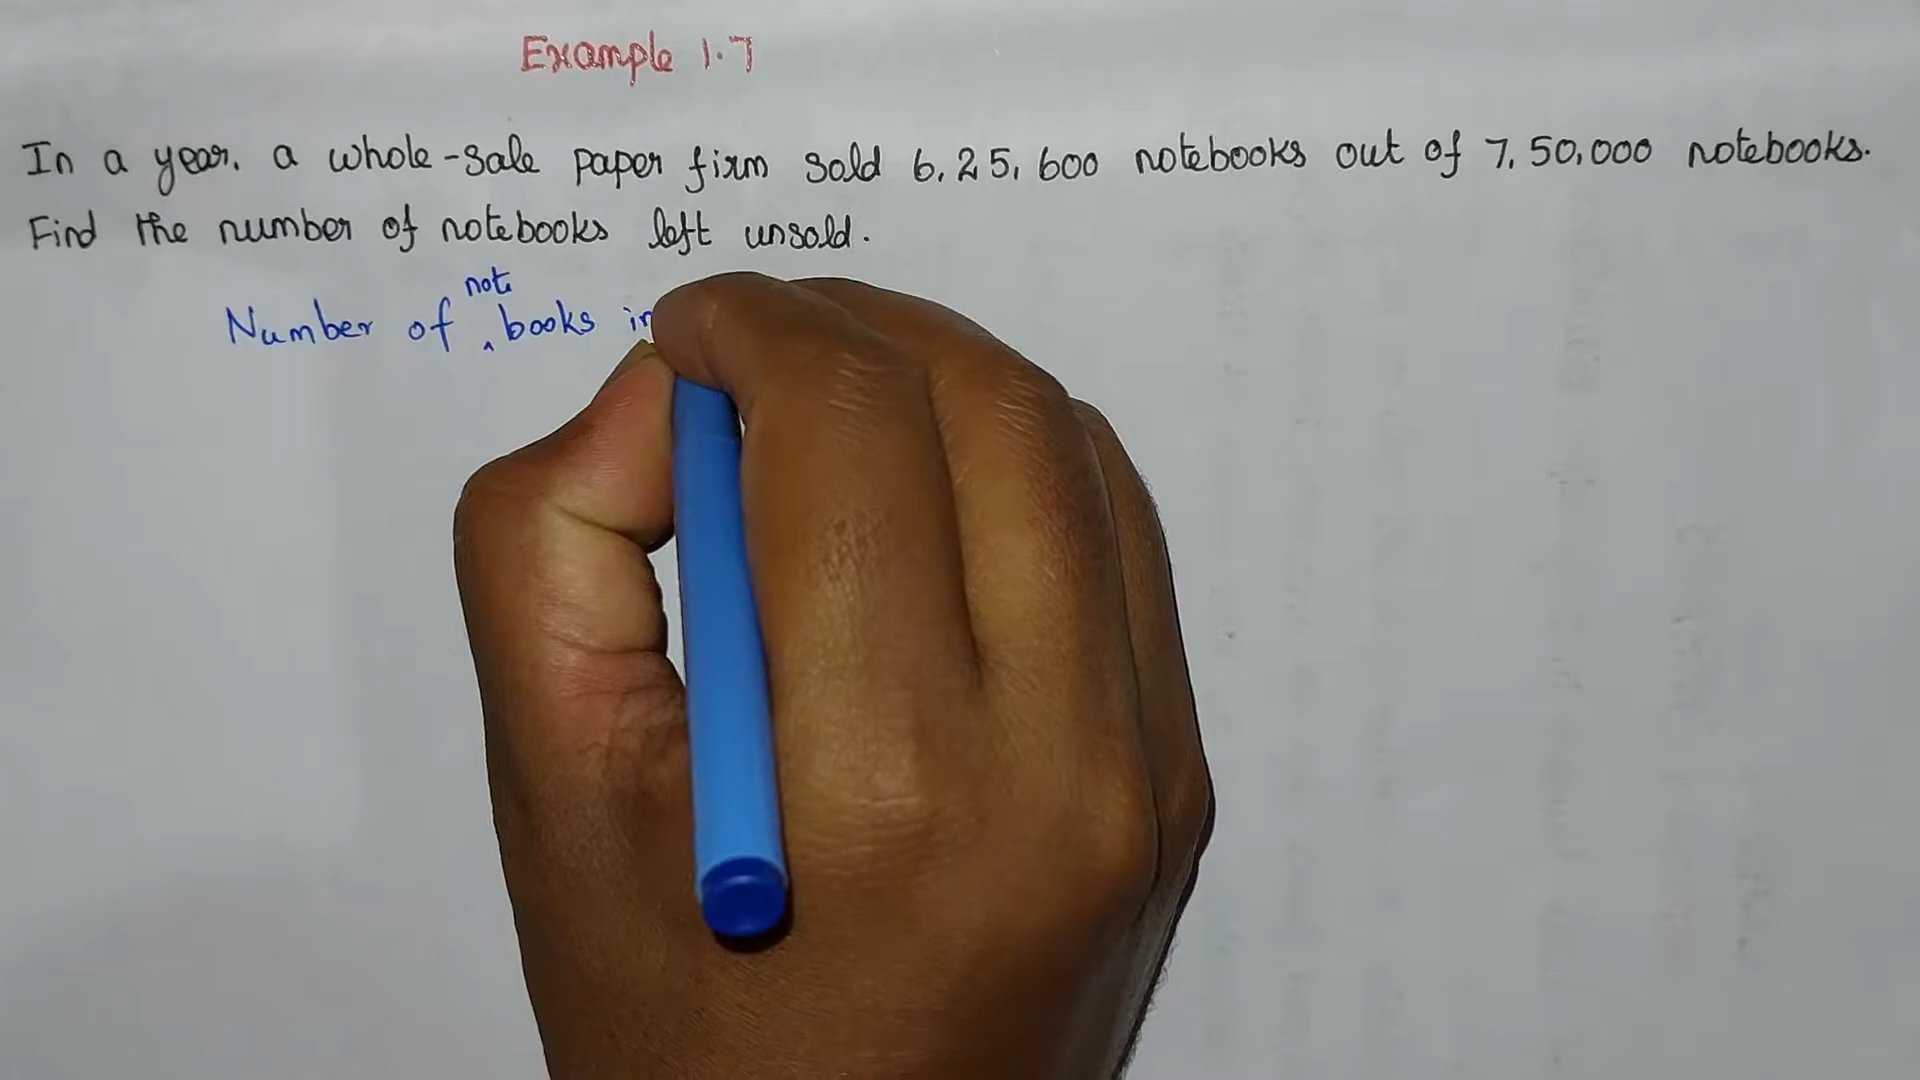 Example 1.7
In a year, a whole-sale paper firm sold 6,25,600 notebooks out of 7,50,000 notebooks.
Find the number of notebooks left unsold.
Number of note books in